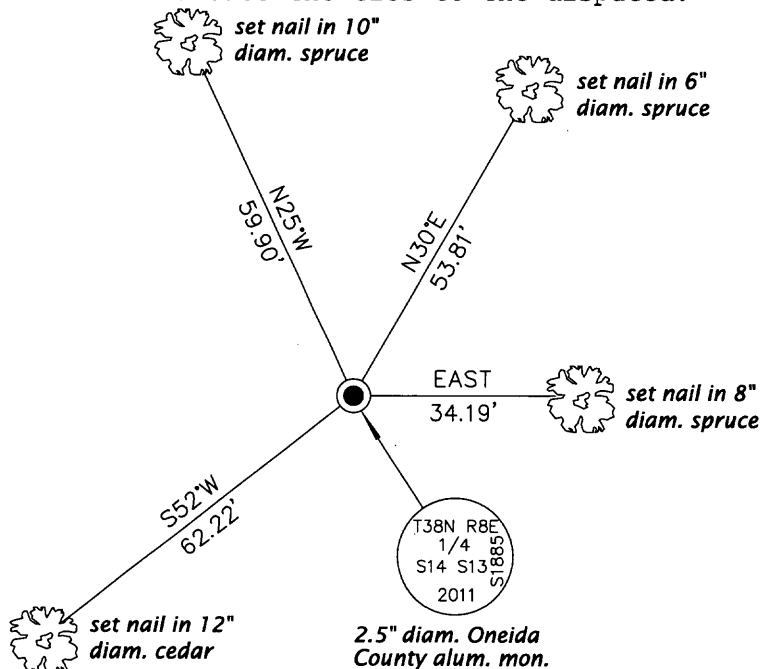 set nail in 10"
diam. spruce
set nail in 6"
diam. spruce
N25°W
59.90'
N30°E
53.81'
EAST
34.19'
set nail in 8"
diam. spruce
S52°W
62.22'
T38N R8E
1/4
S14 S13
S1885
2011
set nail in 12"
diam. cedar
2.5" diam. Oneida
County alum. mon.